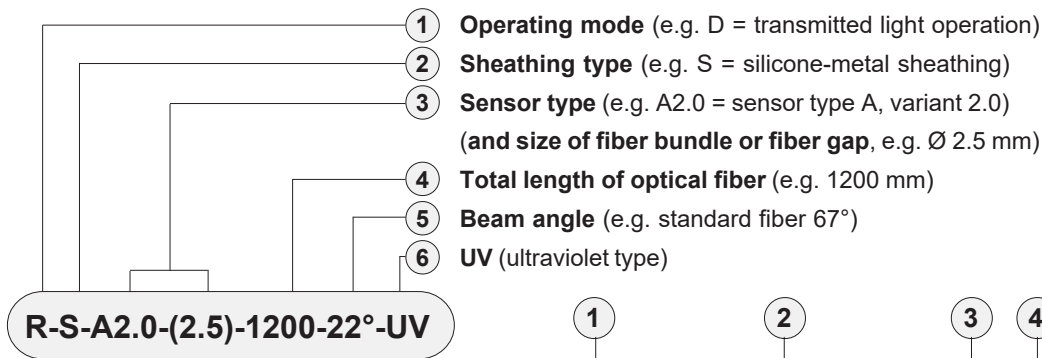 1 Operating mode (e.g. D = transmitted light operation)
2 Sheathing type (e.g. S = silicone-metal sheathing)
3 Sensor type (e.g. A2.0 = sensor type A, variant 2.0)
(and size of fiber bundle or fiber gap, e.g. Ø 2.5 mm)
4 Total length of optical fiber (e.g. 1200 mm)
5 Beam angle (e.g. standard fiber 67°)
6 UV (ultraviolet type)
R-S-A2.0-(2.5)-1200-22°-UV
1 2 3 4